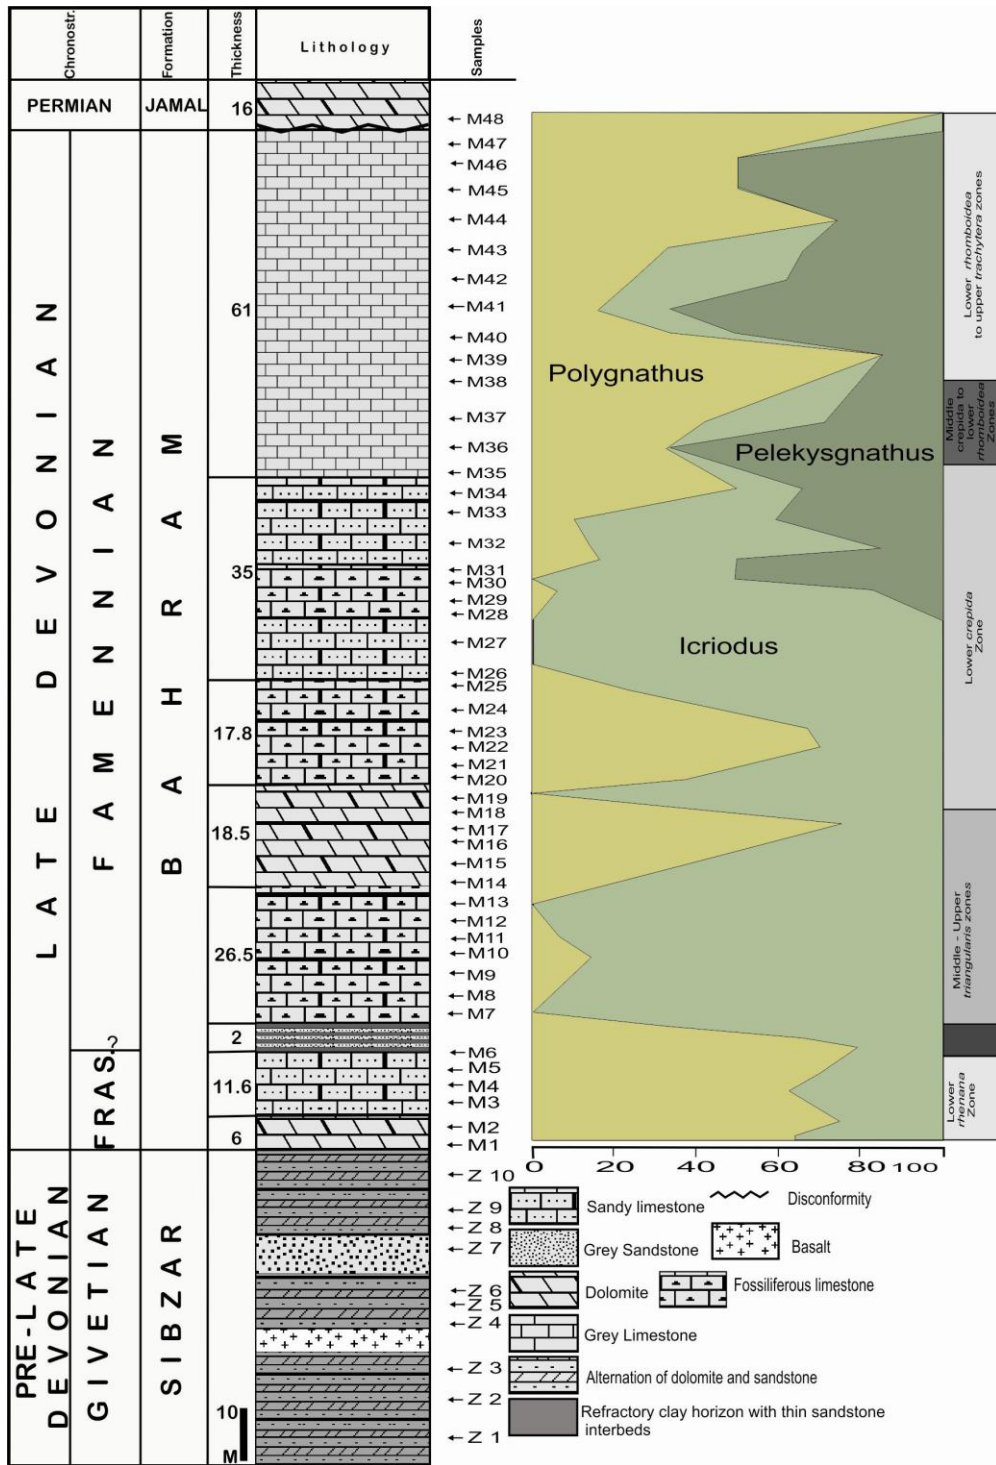 Chronostr.
Formation
Thickness
Lithology
Samples
PERMIAN
JAMAL
16
LATE DEVONIAN
FAMENNIAN
FRAS.?
BAHRAM
61
35
17.8
18.5
26.5
2
11.6
6
PRE-LATE
DEVONIAN
GIVETIAN
SIBZAR
10
M
M48
M47
M46
M45
M44
M43
M42
M41
M40
M39
M38
M37
M36
M35
M34
M33
M32
M31
M30
M29
M28
M27
M26
M25
M24
M23
M22
M21
M20
M19
M18
M17
M16
M15
M14
M13
M12
M11
M10
M9
M8
M7
M6
M5
M4
M3
M2
M1
Z 10
Z 9
Z 8
Z 7
Z 6
Z 5
Z 4
Z 3
Z 2
Z 1
Polygnathus
Pelekysgnathus
Icriodus
Lower rhomboidea
to upper trachytera zones
Middle
crepida to
lower
rhomboidea
Zones
Lower crepida
Zone
Middle - Upper
triangularis zones
Lower
rhenana
Zone
0 20 40 60 80 100
Sandy limestone
Disconformity
Grey Sandstone
Basalt
Dolomite
Fossiliferous limestone
Grey Limestone
Alternation of dolomite and sandstone
Refractory clay horizon with thin sandstone
interbeds